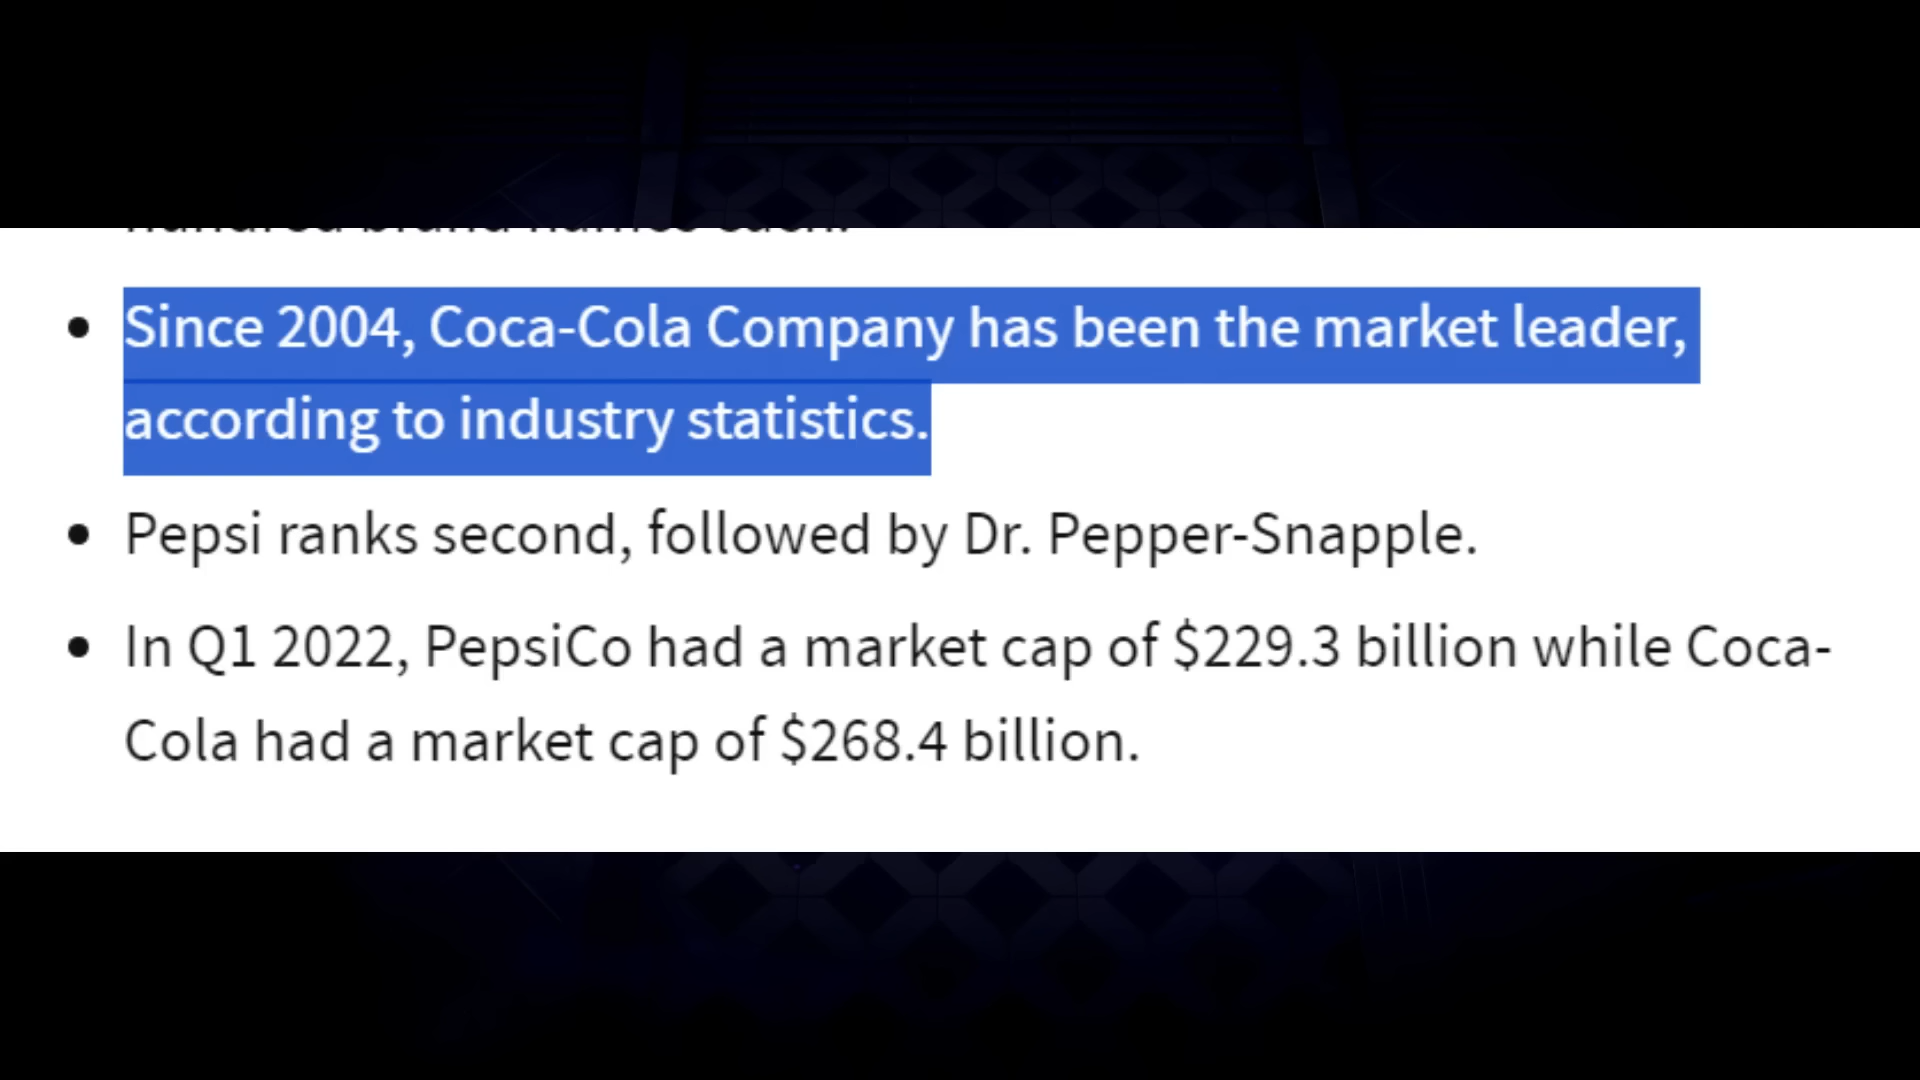 Since 2004, Coca-Cola Company has been the market leader,
according to industry statistics.
Pepsi ranks second, followed by Dr. Pepper-Snapple.
In Q1 2022, PepsiCo had a market cap of $229.3 billion while Coca-
Cola had a market cap of $268.4 billion.